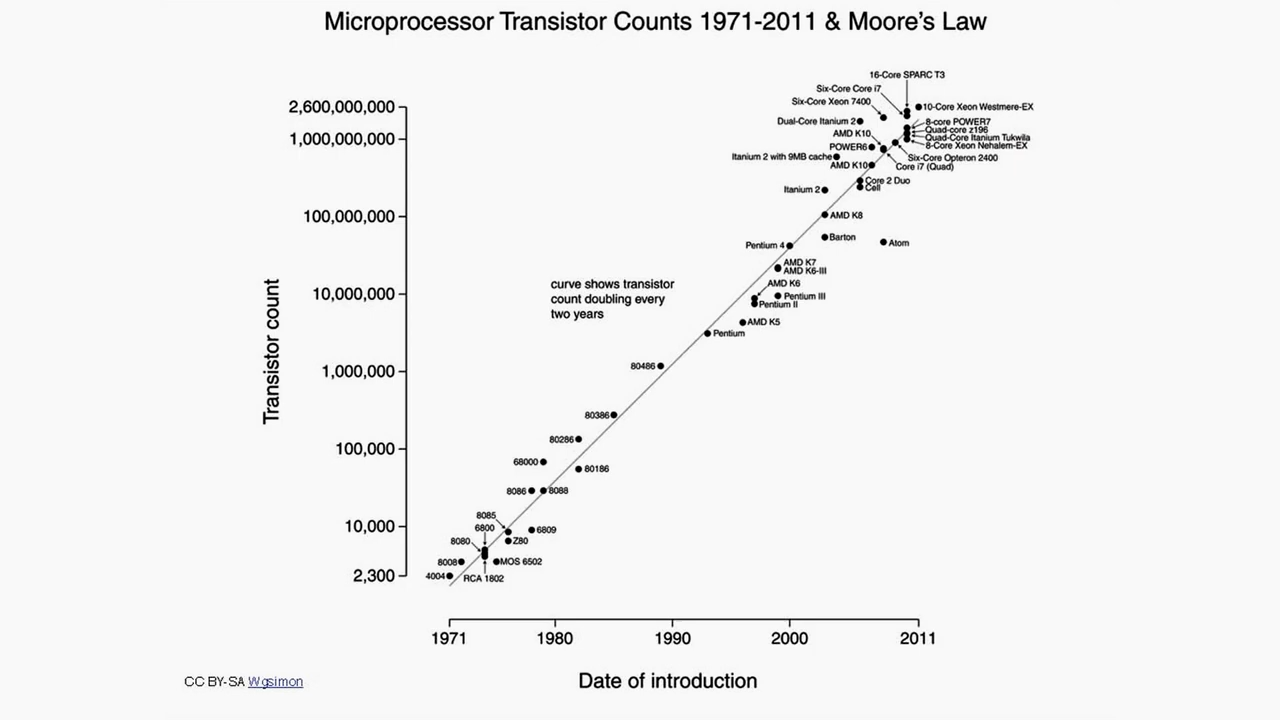 Microprocessor Transistor Counts 1971-2011 & Moore's Law
16-Core SPARC T3
Six-Core Core i7
Six-Core Xeon 7400
2,600,000,000
10-Core Xeon Westmere-EX
Dual-Core Itanium 2
8-core POWER7
Quad-core z196
AMD K10
1,000,000,000
Quad-Core Itanium Tukwila
POWER6
8-Core Xeon Nehalem-EX
Itanium 2 with 9MB cache
Six-Core Opteron 2400
AMD K10
Core i7 (Quad)
Core 2 Duo
Cell
Itanium 2
100,000,000
AMD K8
Barton
Pentium 4
Atom
AMD K7
AMD K6-III
curve shows transistor
count doubling every
two years
AMD K6
10,000,000
Pentium III
Pentium II
AMD K5
Pentium
Transistor count
80486
1,000,000
80386
80286
100,000
68000
80186
8086
8088
8085
10,000
6800
6809
8080
Z80
8008
MOS 6502
2,300
4004
RCA 1802
1971
1980
1990
2000
2011
Date of introduction
CC BY-SA Wgsimon